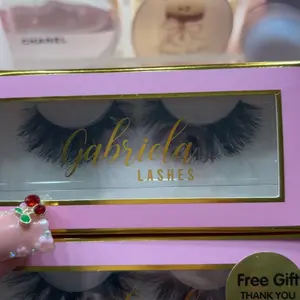 CHANEL
Gabriela
LASHES
Free Gift
THANK YOU